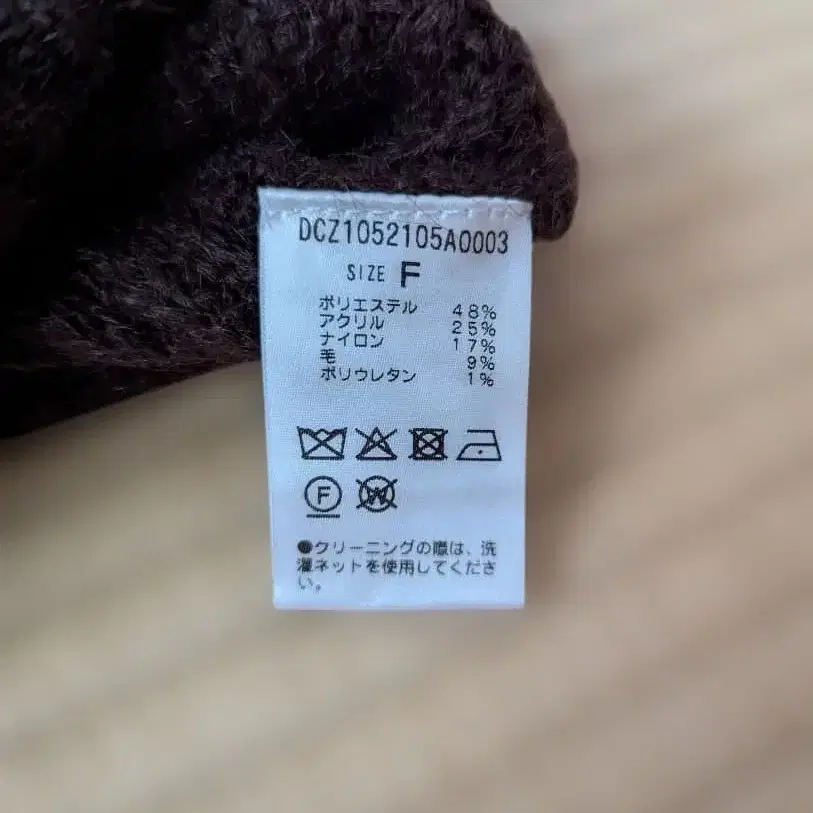 DCZ1052105A0003
SIZE F
ポリエステル 48%
アクリル 25%
ナイロン 17%
毛 9%
ポリウレタン 1%
F W
●クリーニングの際は、洗
濯ネットを使用してくださ
い。